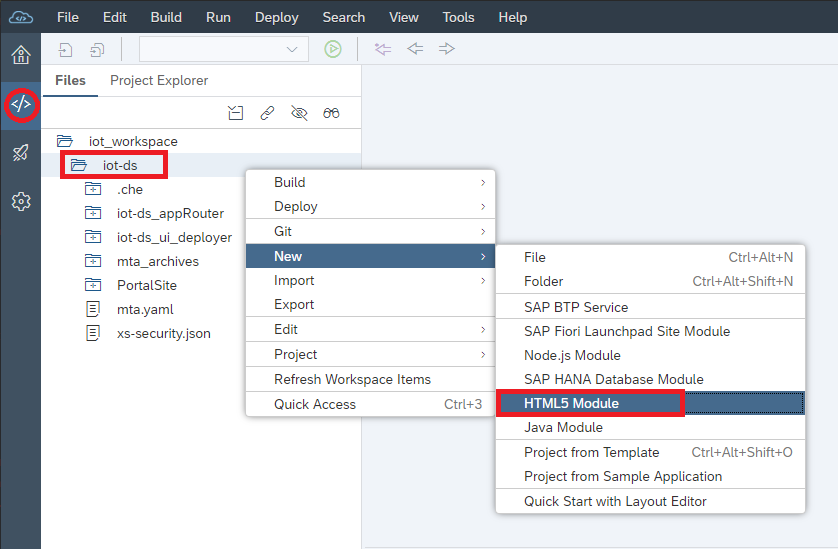 File Edit Build Run Deploy Search View Tools Help
Files Project Explorer
iot_workspace
iot-ds
.che
iot-ds_appRouter
iot-ds_ui_deployer
mta_archives
PortalSite
mta.yaml
xs-security.json
Build
Deploy
Git
New
Import
Export
Edit
Project
Refresh Workspace Items
Quick Access Ctrl+3
File Ctrl+Alt+N
Folder Ctrl+Alt+Shift+N
SAP BTP Service
SAP Fiori Launchpad Site Module
Node.js Module
SAP HANA Database Module
HTML5 Module
Java Module
Project from Template Ctrl+Alt+Shift+O
Project from Sample Application
Quick Start with Layout Editor